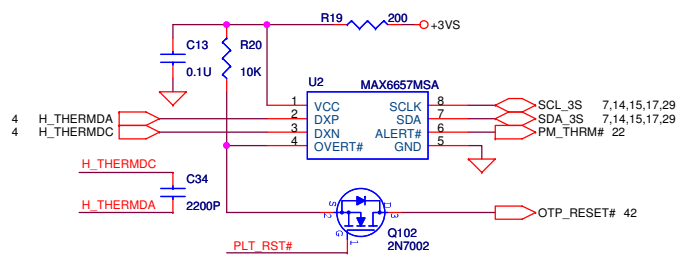 R19 200 +3VS
C13 R20
0.1U 10K
U2 MAX6657MSA
1 VCC SCLK 8 SCL_3S 7,14,15,17,29
4 H_THERMDA 2 DXP SDA 7 SDA_3S 7,14,15,17,29
4 H_THERMDC 3 DXN ALERT# 6 PM_THRM# 22
4 OVERT# GND 5
H_THERMDC
C34
H_THERMDA 2200P
S 2 D 3 OTP_RESET# 42
G 1
Q102
2N7002
PLT_RST#